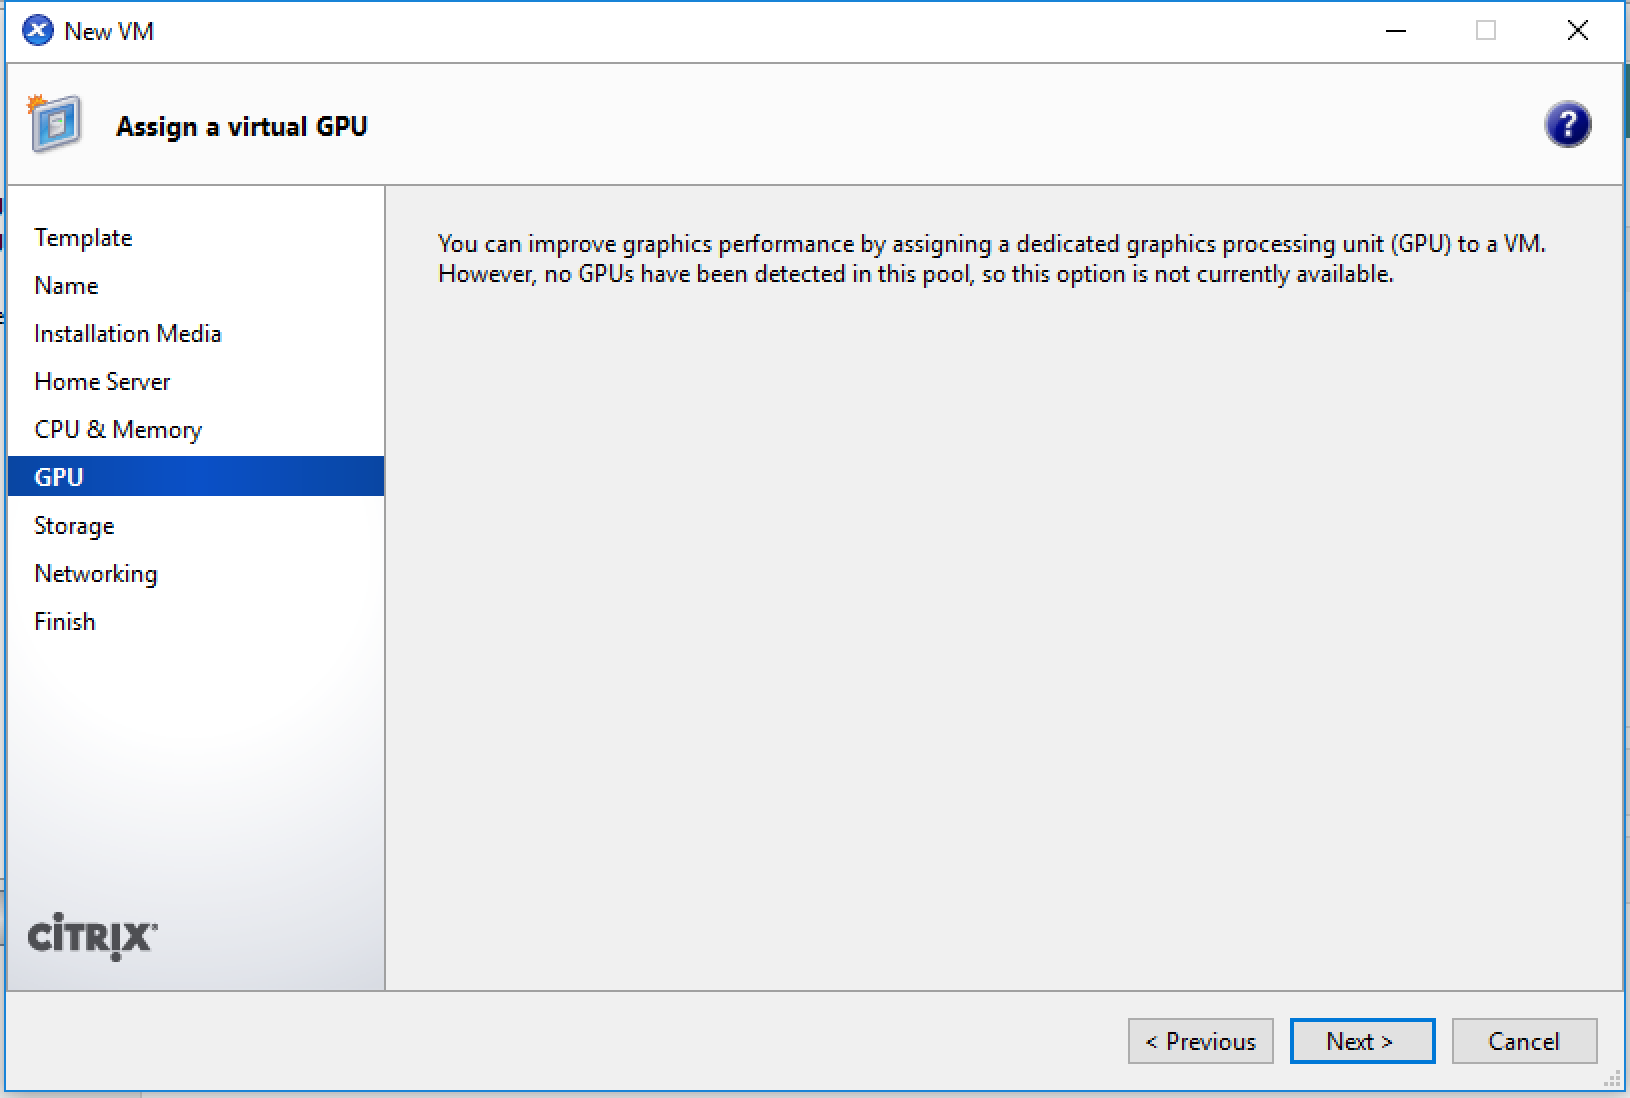 New VM
Assign a virtual GPU
?
Template
Name
Installation Media
Home Server
CPU & Memory
GPU
Storage
Networking
Finish
You can improve graphics performance by assigning a dedicated graphics processing unit (GPU) to a VM.
However, no GPUs have been detected in this pool, so this option is not currently available.
CİTRIX®
< Previous
Next >
Cancel